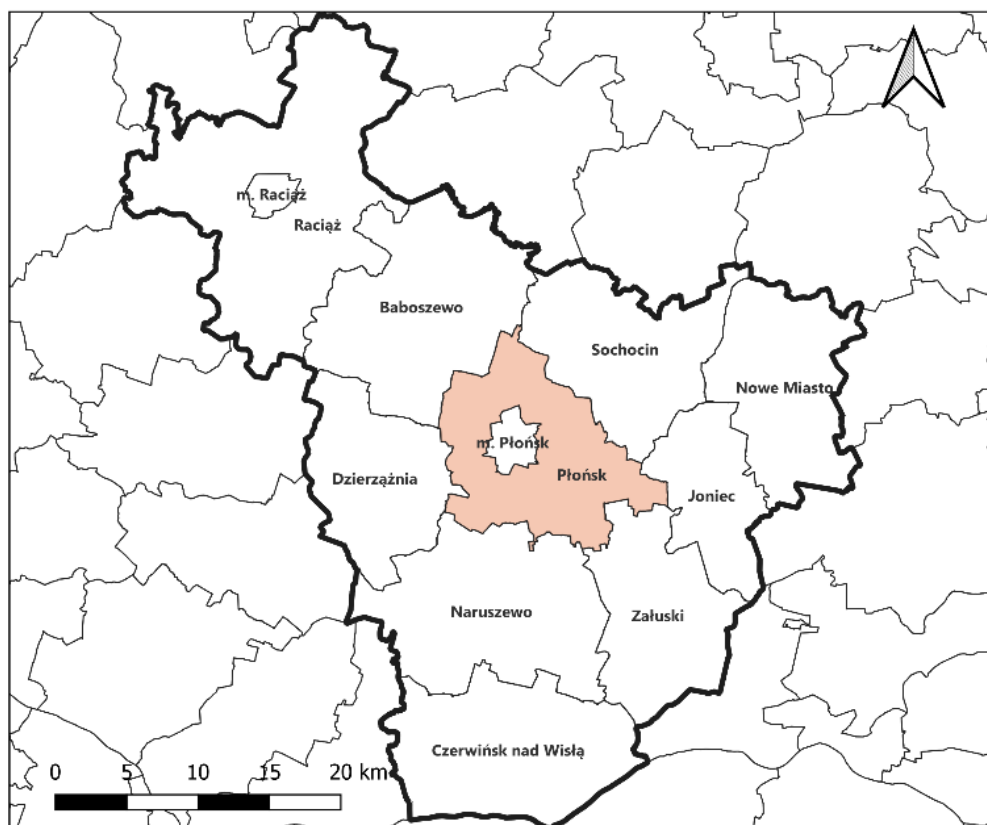 m. Raciąż
Raciąż
Baboszewo
Sochocin
Nowe Miasto
m. Płońsk
Dzierzążnia
Płońsk
Joniec
Naruszewo
Załuski
Czerwińsk nad Wisłą
0 5 10 15 20 km